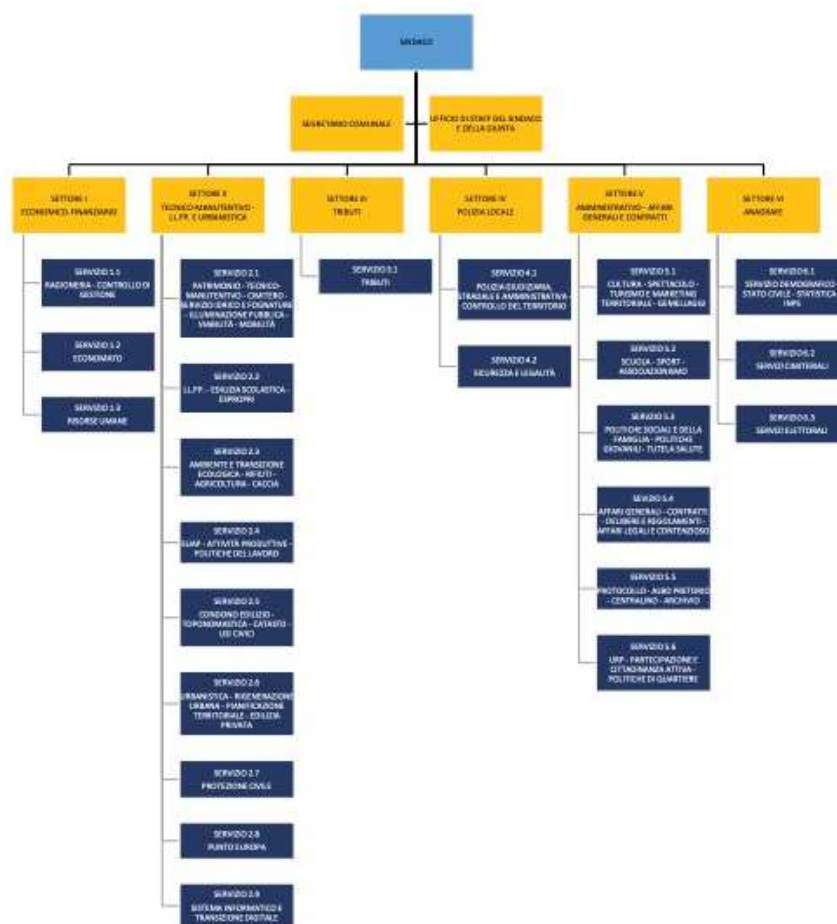 SINDACO
SEGRETARIO COMUNALE
UFFICIO DI STAFF DEL SINDACO
E DELLA GIUNTA
SETTORE I
ECONOMICO-FINANZIARIO
SETTORE II
TECNICO-MANUTENTIVO -
LL.PP. E URBANISTICA
SETTORE III
TRIBUTI
SETTORE IV
POLIZIA LOCALE
SETTORE V
AMMINISTRATIVO - AFFARI
GENERALI E CONTRATTI
SETTORE VI
ANAGRAFE
SERVIZIO 1.1
RAGIONERIA - CONTROLLO DI
GESTIONE
SERVIZIO 1.2
ECONOMATO
SERVIZIO 1.3
RISORSE UMANE
SERVIZIO 2.1
PATRIMONIO - TECNICO-
MANUTENTIVO - CIMITERO -
SERVIZIO IDRICO E FOGNATURE
- ILLUMINAZIONE PUBBLICA -
VIABILITÀ - MOBILITÀ
SERVIZIO 2.2
LL.PP. - EDILIZIA SCOLASTICA -
ESPROPRI
SERVIZIO 2.3
AMBIENTE E TRANSIZIONE
ECOLOGICA - RIFIUTI -
AGRICOLTURA - CACCIA
SERVIZIO 2.4
SUAP - ATTIVITÀ PRODUTTIVE -
POLITICHE DEL LAVORO
SERVIZIO 2.5
CONDONO EDILIZIO -
TOPONOMASTICA - CATASTO -
USI CIVICI
SERVIZIO 2.6
URBANISTICA - RIGENERAZIONE
URBANA - PIANIFICAZIONE
TERRITORIALE - EDILIZIA
PRIVATA
SERVIZIO 2.7
PROTEZIONE CIVILE
SERVIZIO 2.8
PUNTO EUROPA
SERVIZIO 2.9
SISTEMA INFORMATICO E
TRANSIZIONE DIGITALE
SERVIZIO 3.1
TRIBUTI
SERVIZIO 4.1
POLIZIA GIUDIZIARIA,
STRADALE E AMMINISTRATIVA -
CONTROLLO DEL TERRITORIO
SERVIZIO 4.2
SICUREZZA E LEGALITÀ
SERVIZIO 5.1
CULTURA - SPETTACOLO -
TURISMO E MARKETING
TERRITORIALE - GEMELLAGGI
SERVIZIO 5.2
SCUOLA - SPORT -
ASSOCIAZIONISMO
SERVIZIO 5.3
POLITICHE SOCIALI E DELLA
FAMIGLIA - POLITICHE
GIOVANILI - TUTELA SALUTE
SEVIZIO 5.4
AFFARI GENERALI - CONTRATTI
- DELIBERE E REGOLAMENTI -
AFFARI LEGALI E CONTENZIOSO
SERVIZIO 5.5
PROTOCOLLO - ALBO PRETORIO
- CENTRALINO - ARCHIVIO
SERVIZIO 5.6
URP - PARTECIPAZIONE E
CITTADINANZA ATTIVA -
POLITICHE DI QUARTIERE
SERVIZIO 6.1
SERVIZIO DEMOGRAFICO -
STATO CIVILE - STATISTICA
INPS
SERVIZIO 6.2
SERVIZI CIMITERIALI
SERVIZIO 6.3
SERVIZI ELETTORALI